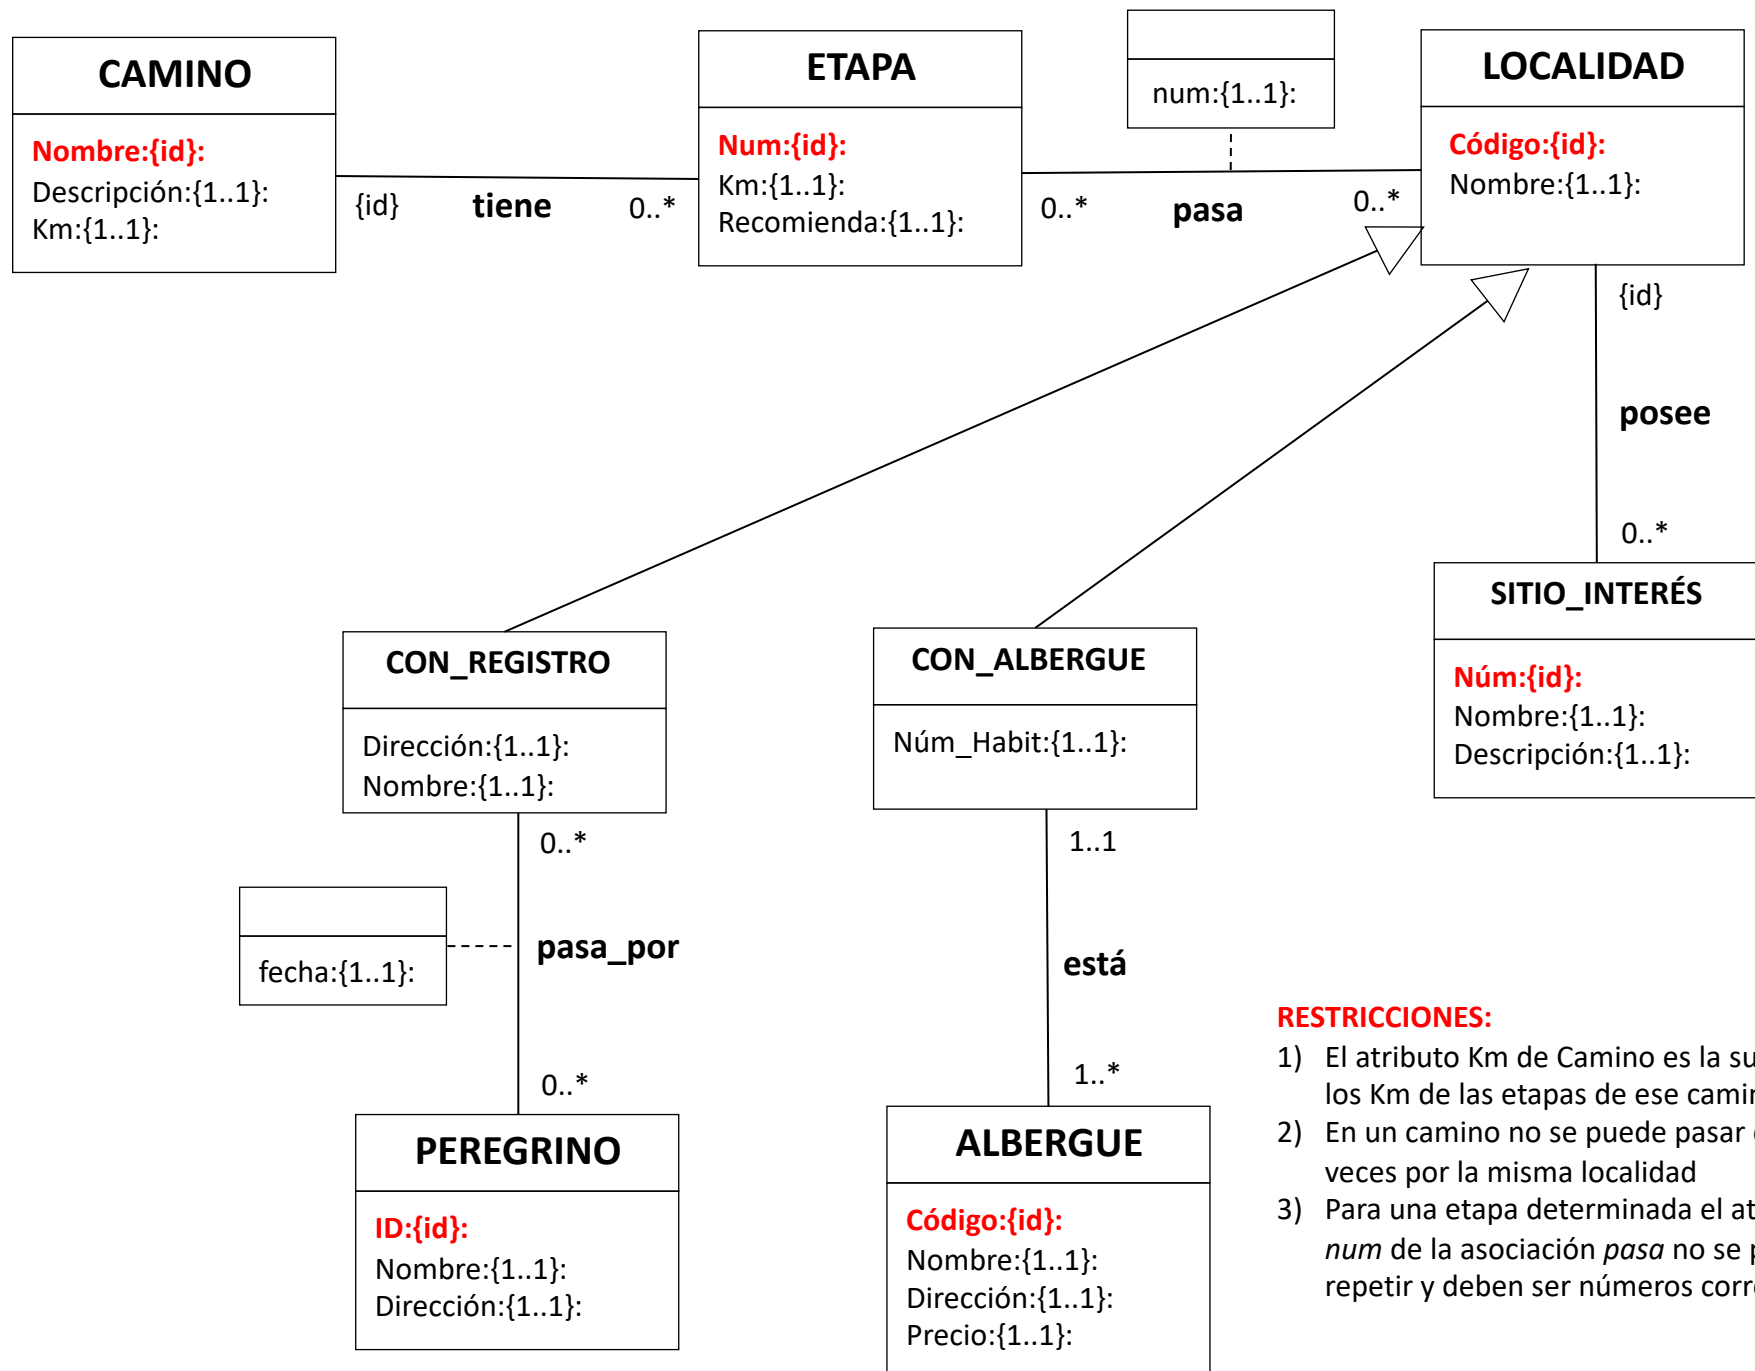 CAMINO
Nombre:{id}:
Descripción:{1..1}:
Km:{1..1}:
{id}
tiene
0..*
ETAPA
Num:{id}:
Km:{1..1}:
Recomienda:{1..1}:
num:{1..1}:
0..*
pasa
0..*
LOCALIDAD
Código:{id}:
Nombre:{1..1}:
{id}
posee
0..*
SITIO_INTERÉS
Núm:{id}:
Nombre:{1..1}:
Descripción:{1..1}:
CON_REGISTRO
Dirección:{1..1}:
Nombre:{1..1}:
0..*
fecha:{1..1}:
pasa_por
0..*
PEREGRINO
ID:{id}:
Nombre:{1..1}:
Dirección:{1..1}:
CON_ALBERGUE
Núm_Habit:{1..1}:
1..1
está
1..*
ALBERGUE
Código:{id}:
Nombre:{1..1}:
Dirección:{1..1}:
Precio:{1..1}:
RESTRICCIONES:
1) El atributo Km de Camino es la
los Km de las etapas de ese
2) En un camino no se puede pasar
veces por la misma localidad
3) Para una etapa determinada el
num de la asociación pasa no se
repetir y deben ser números